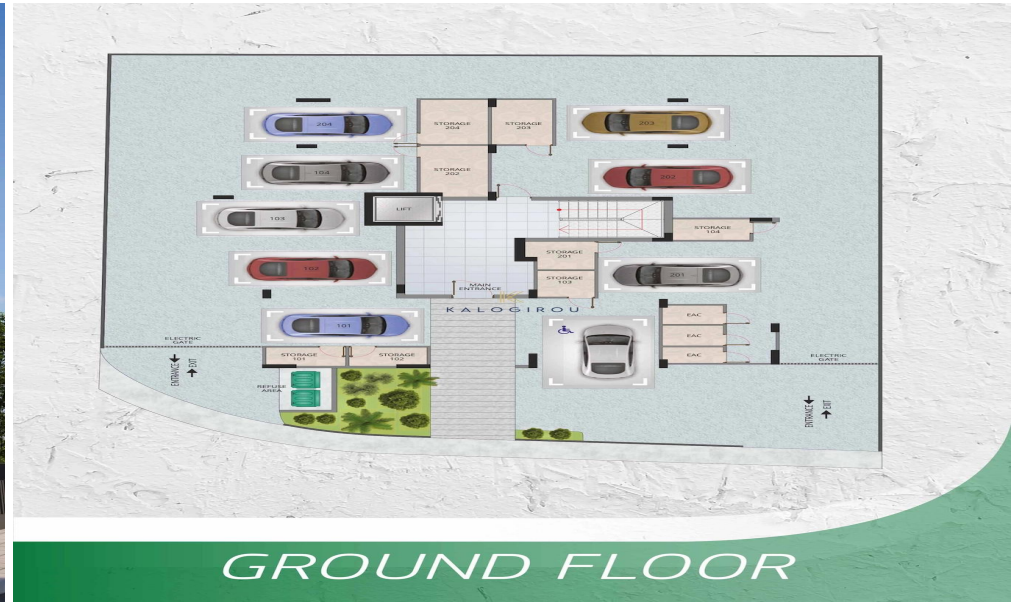 204
STORAGE
204
STORAGE
203
203
104
STORAGE
202
202
103
LIFT
STORAGE
104
102
STORAGE
201
201
STORAGE
103
MAIN
ENTRANCE
KALOGIROU
101
EAC
EAC
EAC
ELECTRIC
GATE
STORAGE
101
STORAGE
102
ELECTRIC
GATE
ENTRANCE
EXIT
REFUSE
AREA
ENTRANCE
EXIT
GROUND FLOOR